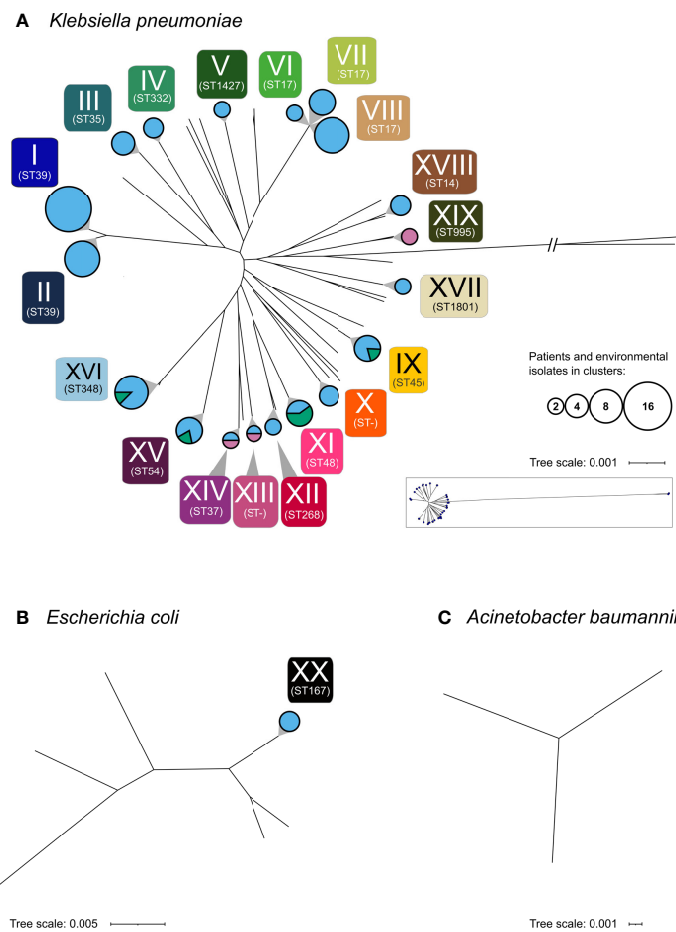 A Klebsiella pneumoniae
VII
(ST17)
V
(ST1427)
VI
(ST17)
IV
(ST332)
III
(ST35)
VIII
(ST17)
I
(ST39)
XVIII
(ST14)
XIX
(ST995)
II
(ST39)
XVII
(ST1801)
XVI
(ST348)
IX
(ST45)
Patients and environmental
isolates in clusters:
2 4 8 16
X
(ST-)
XV
(ST54)
XI
(ST48)
XIV
(ST37)
XIII
(ST-)
XII
(ST268)
Tree scale: 0.001
B Escherichia coli
C Acinetobacter baumannii
XX
(ST167)
Tree scale: 0.005
Tree scale: 0.001